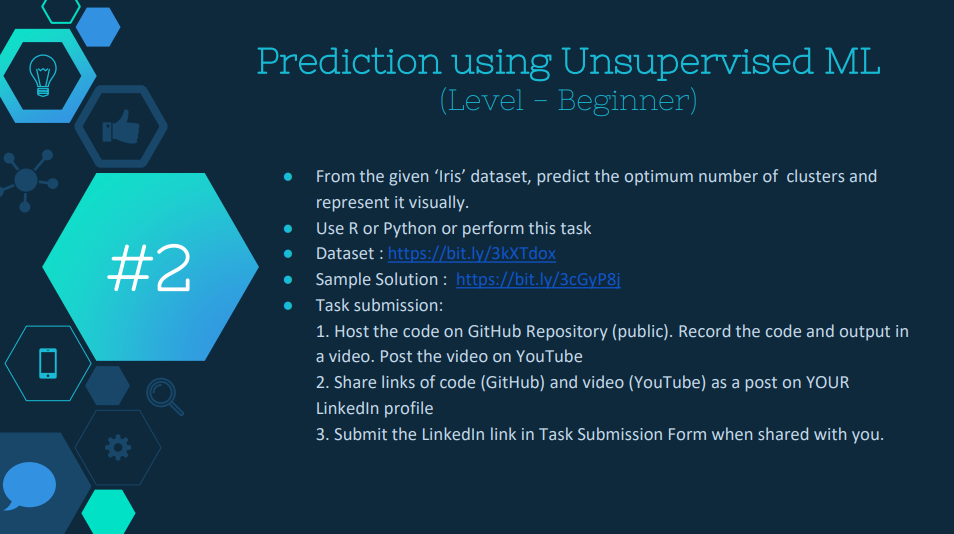 Prediction using Unsupervised ML
(Level – Beginner)
#2
● From the given ‘Iris’ dataset, predict the optimum number of clusters and
represent it visually.
● Use R or Python or perform this task
● Dataset : https://bit.ly/3kXTdox
● Sample Solution : https://bit.ly/3cGyP8j
● Task submission:
1. Host the code on GitHub Repository (public). Record the code and output in
a video. Post the video on YouTube
2. Share links of code (GitHub) and video (YouTube) as a post on YOUR
LinkedIn profile
3. Submit the LinkedIn link in Task Submission Form when shared with you.